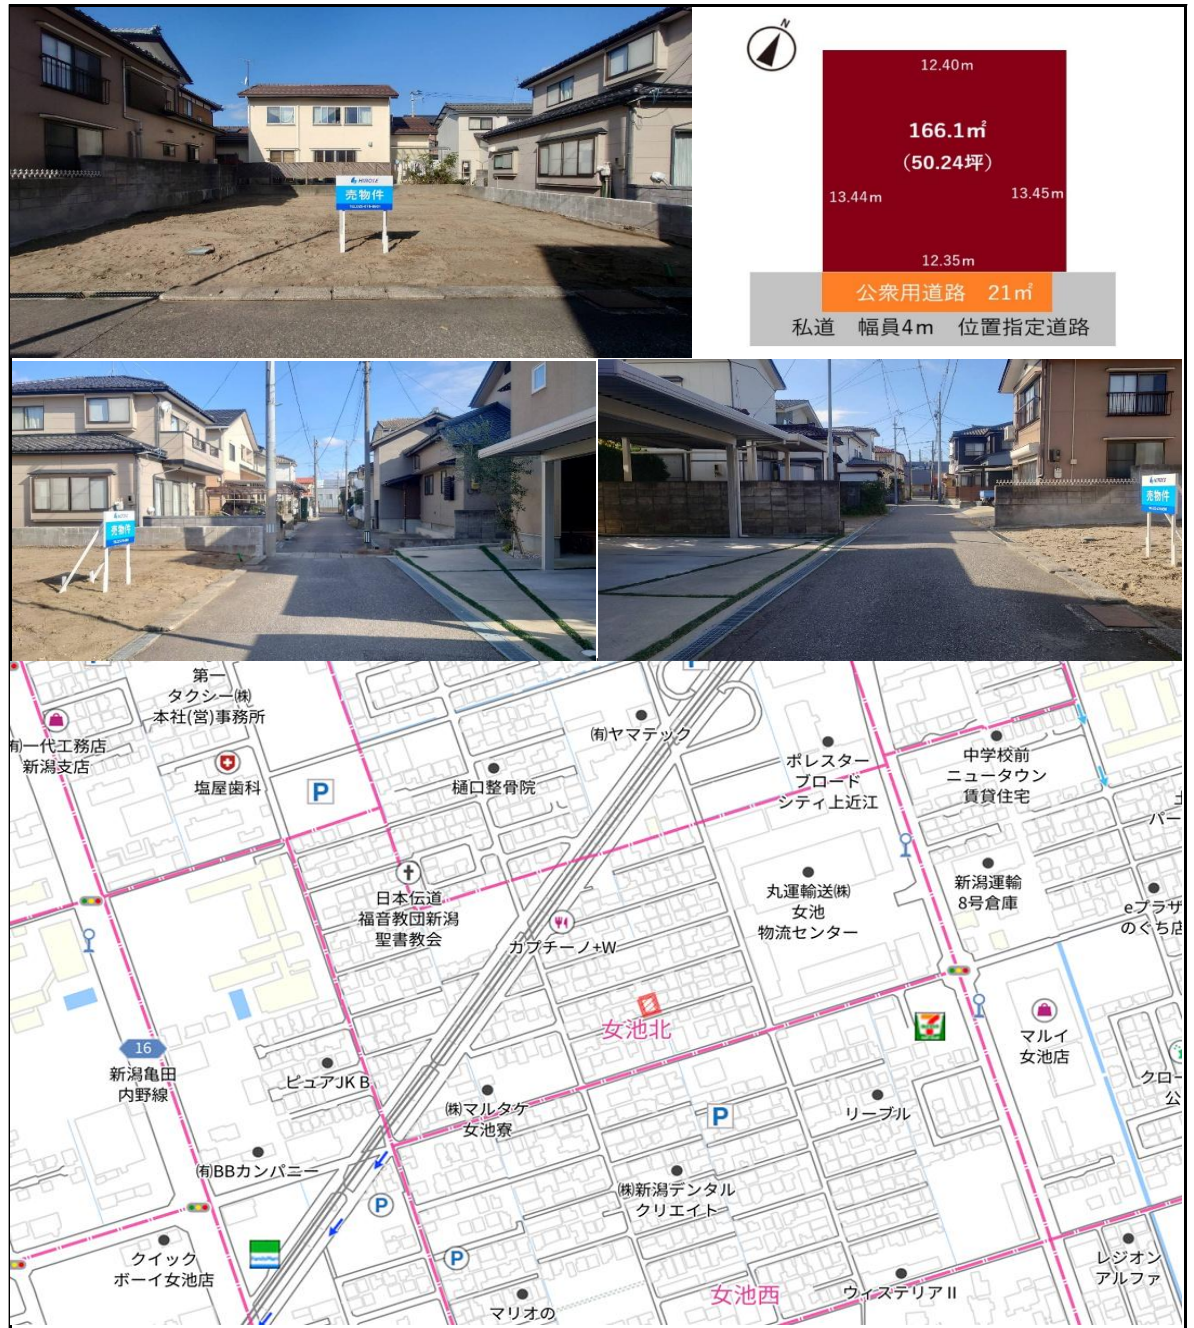 HIROEE
売物件
N
12.40m
166.1㎡
(50.24坪)
13.44m
13.45m
12.35m
公衆用道路 21㎡
私道 幅員4m 位置指定道路
売物件
売物件
第一
タクシー㈱
本社(営)事務所
㈲一代工務店
新潟支店
塩屋歯科
P
樋口整骨院
㈲ヤマテック
P
ポレスター
ブロード
シティ上近江
中学校前
ニュータウン
賃貸住宅
日本伝道
福音教団新潟
聖書教会
カプチーノ+W
丸運輸送㈱
女池
物流センター
新潟運輸
8号倉庫
eプラザ
のぐち店
女池北
マルイ
女池店
16
新潟亀田
内野線
ピュアJK B
㈱マルタケ
女池寮
P
リーブル
クロー
公
㈲BBカンパニー
㈱新潟デンタル
クリエイト
P
P
クイック
ボーイ女池店
FamilyMart
マリオの
女池西
ウィステリアⅡ
レジオン
アルファ